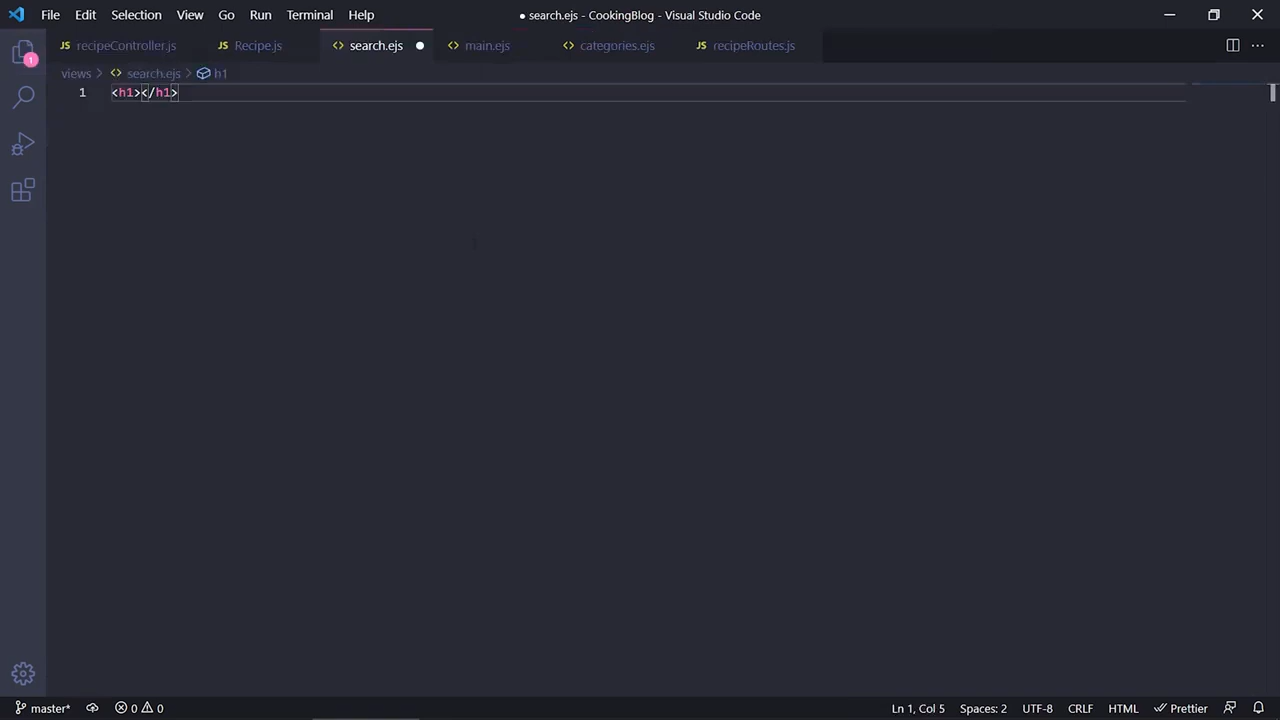 File Edit Selection View Go Run Terminal Help
● search.ejs - CookingBlog - Visual Studio Code
JS recipeController.js JS Recipe.js <> search.ejs ● <> main.ejs <> categories.ejs JS recipeRoutes.js
1
views > <> search.ejs > h1
1 <h1></h1>
master* 0 0 Ln 1, Col 5 Spaces: 2 UTF-8 CRLF HTML Prettier